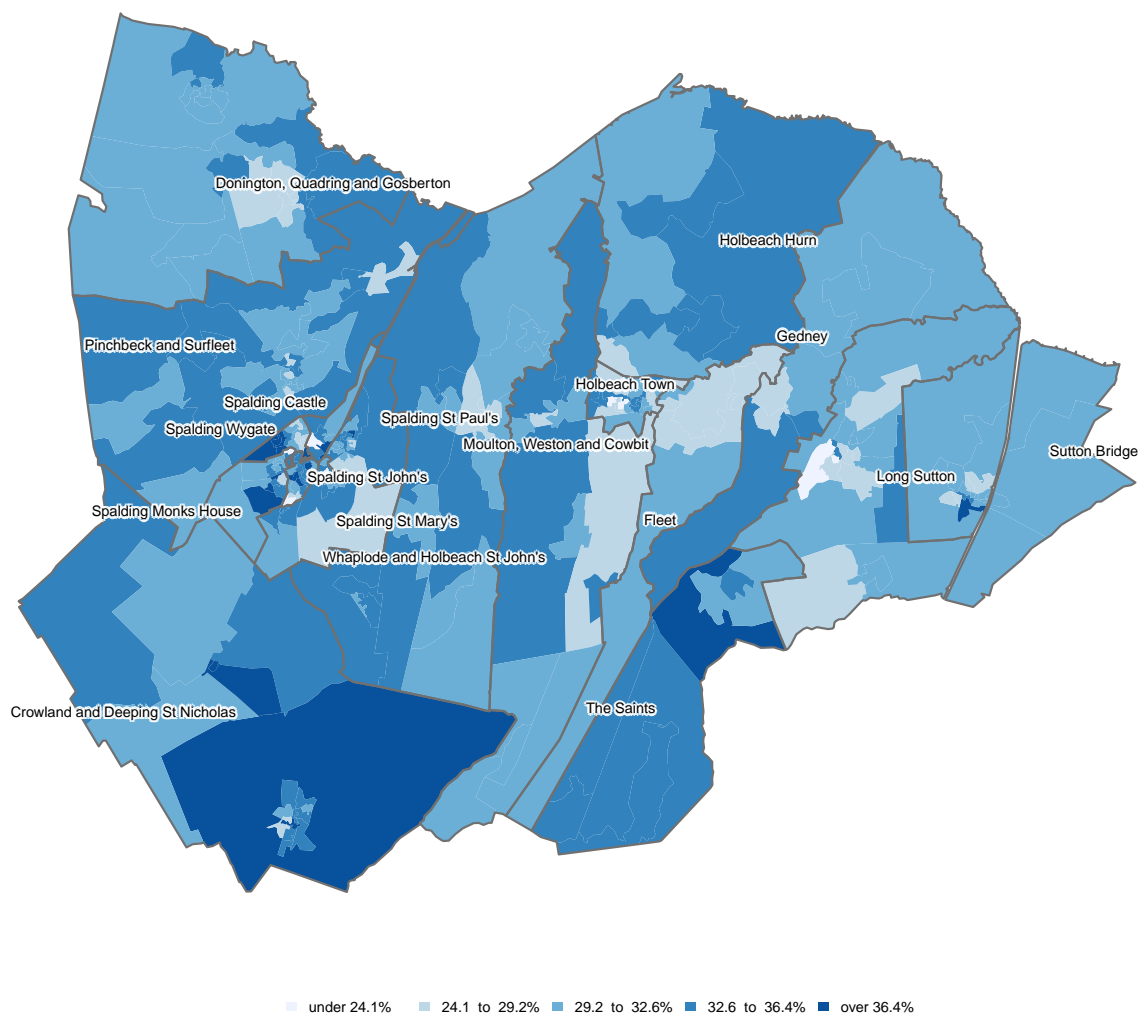 Donington, Quadring and Gosberton
Holbeach Hurn
Gedney
Pinchbeck and Surfleet
Holbeach Town
Spalding Castle
Spalding St Paul's
Spalding Wygate
Moulton, Weston and Cowbit
Sutton Bridge
Spalding St John's
Long Sutton
Spalding Monks House
Spalding St Mary's
Fleet
Whaplode and Holbeach St John's
The Saints
Crowland and Deeping St Nicholas
under 24.1% 24.1 to 29.2% 29.2 to 32.6% 32.6 to 36.4% over 36.4%